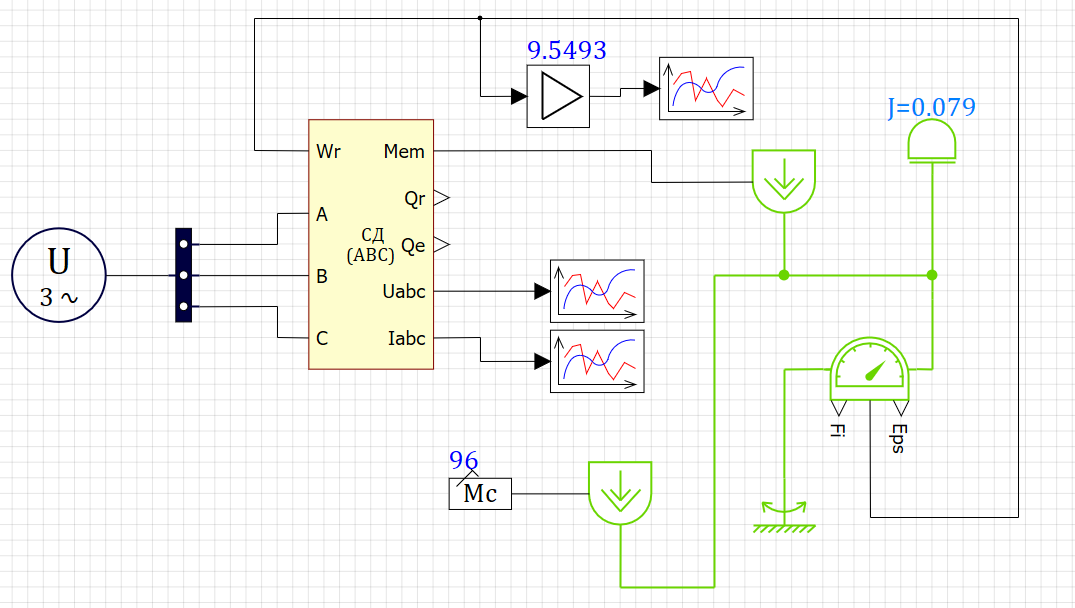 9.5493
J=0.079
Wr
Mem
Qr
A
СД
(ABC)
Qe
U
3 ~
B
Uabc
C
Iabc
Fi
Eps
96
Mc